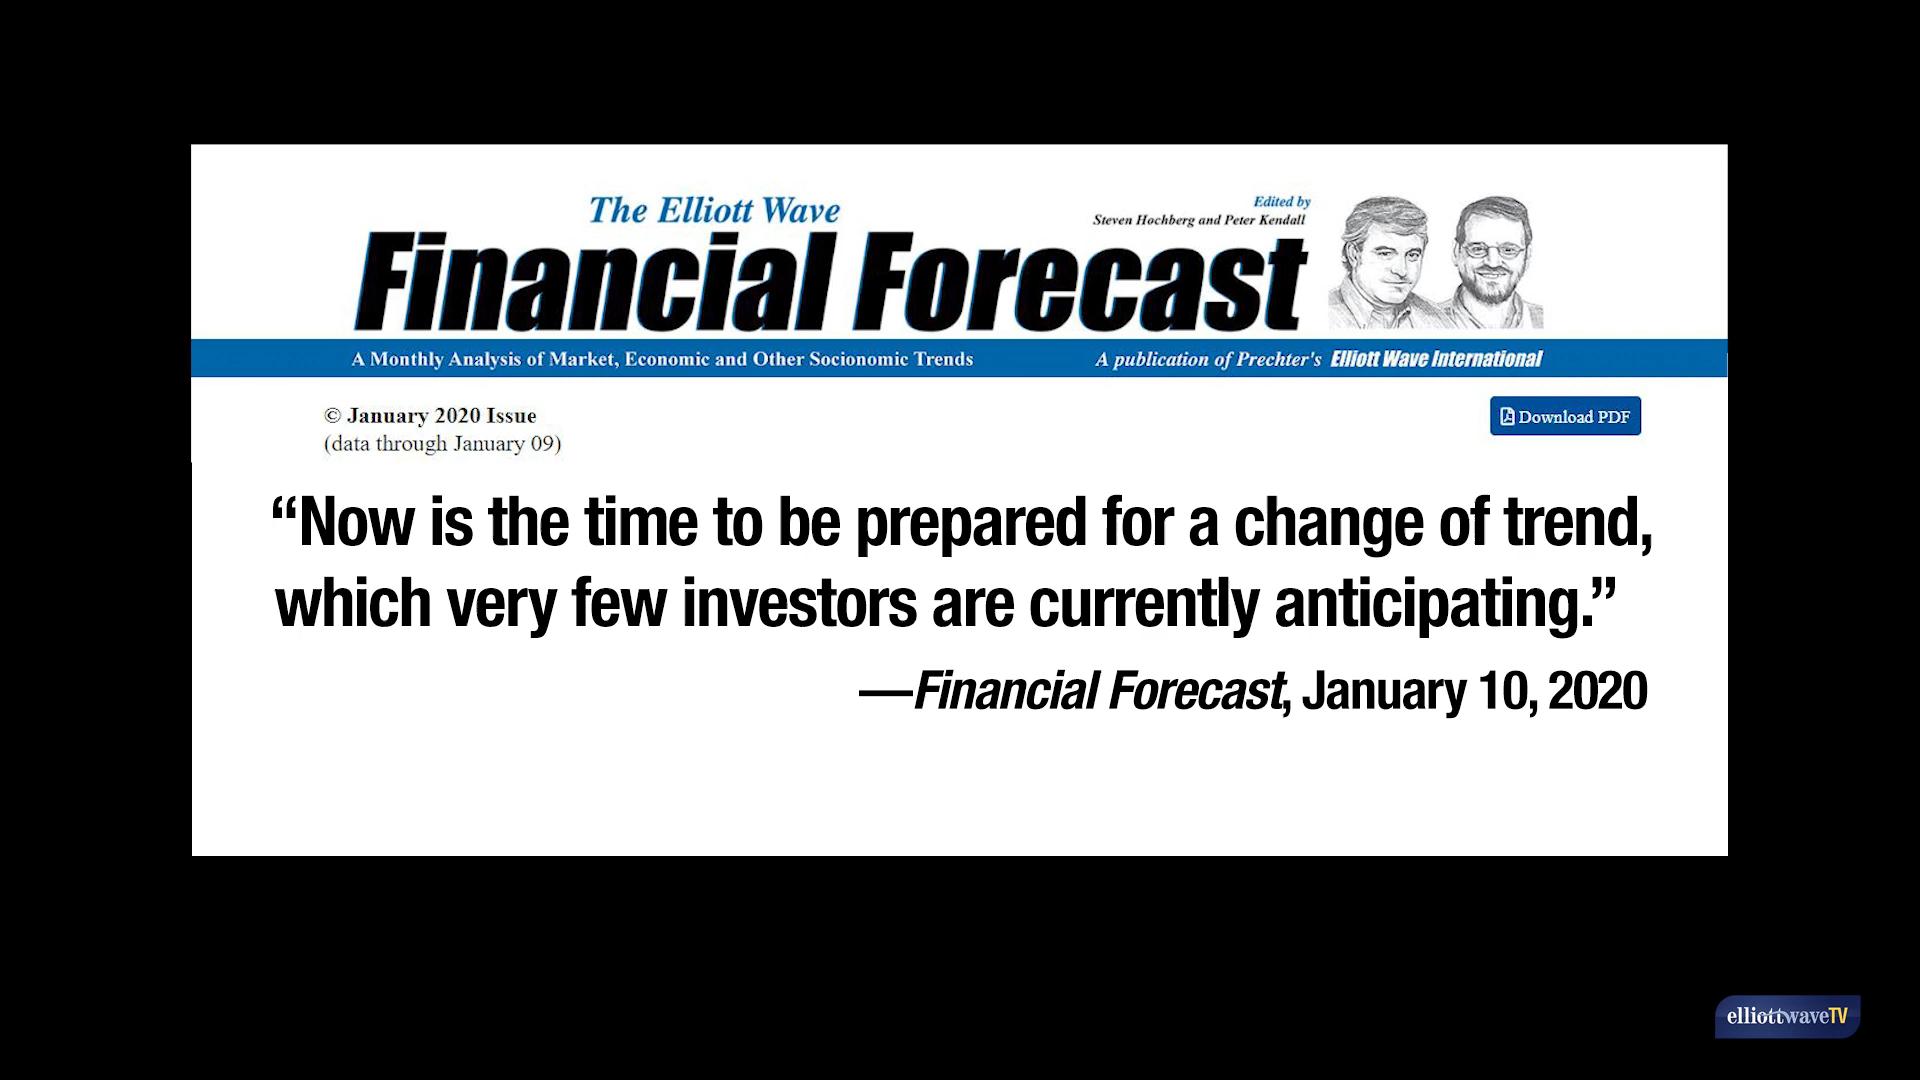 The Elliott Wave
Financial Forecast
Edited by
Steven Hochberg and Peter Kendall
A Monthly Analysis of Market, Economic and Other Socionomic Trends
A publication of Prechter's Elliott Wave International
© January 2020 Issue
(data through January 09)
Download PDF
“Now is the time to be prepared for a change of trend,
which very few investors are currently anticipating.”
—Financial Forecast, January 10, 2020
elliottwaveTV